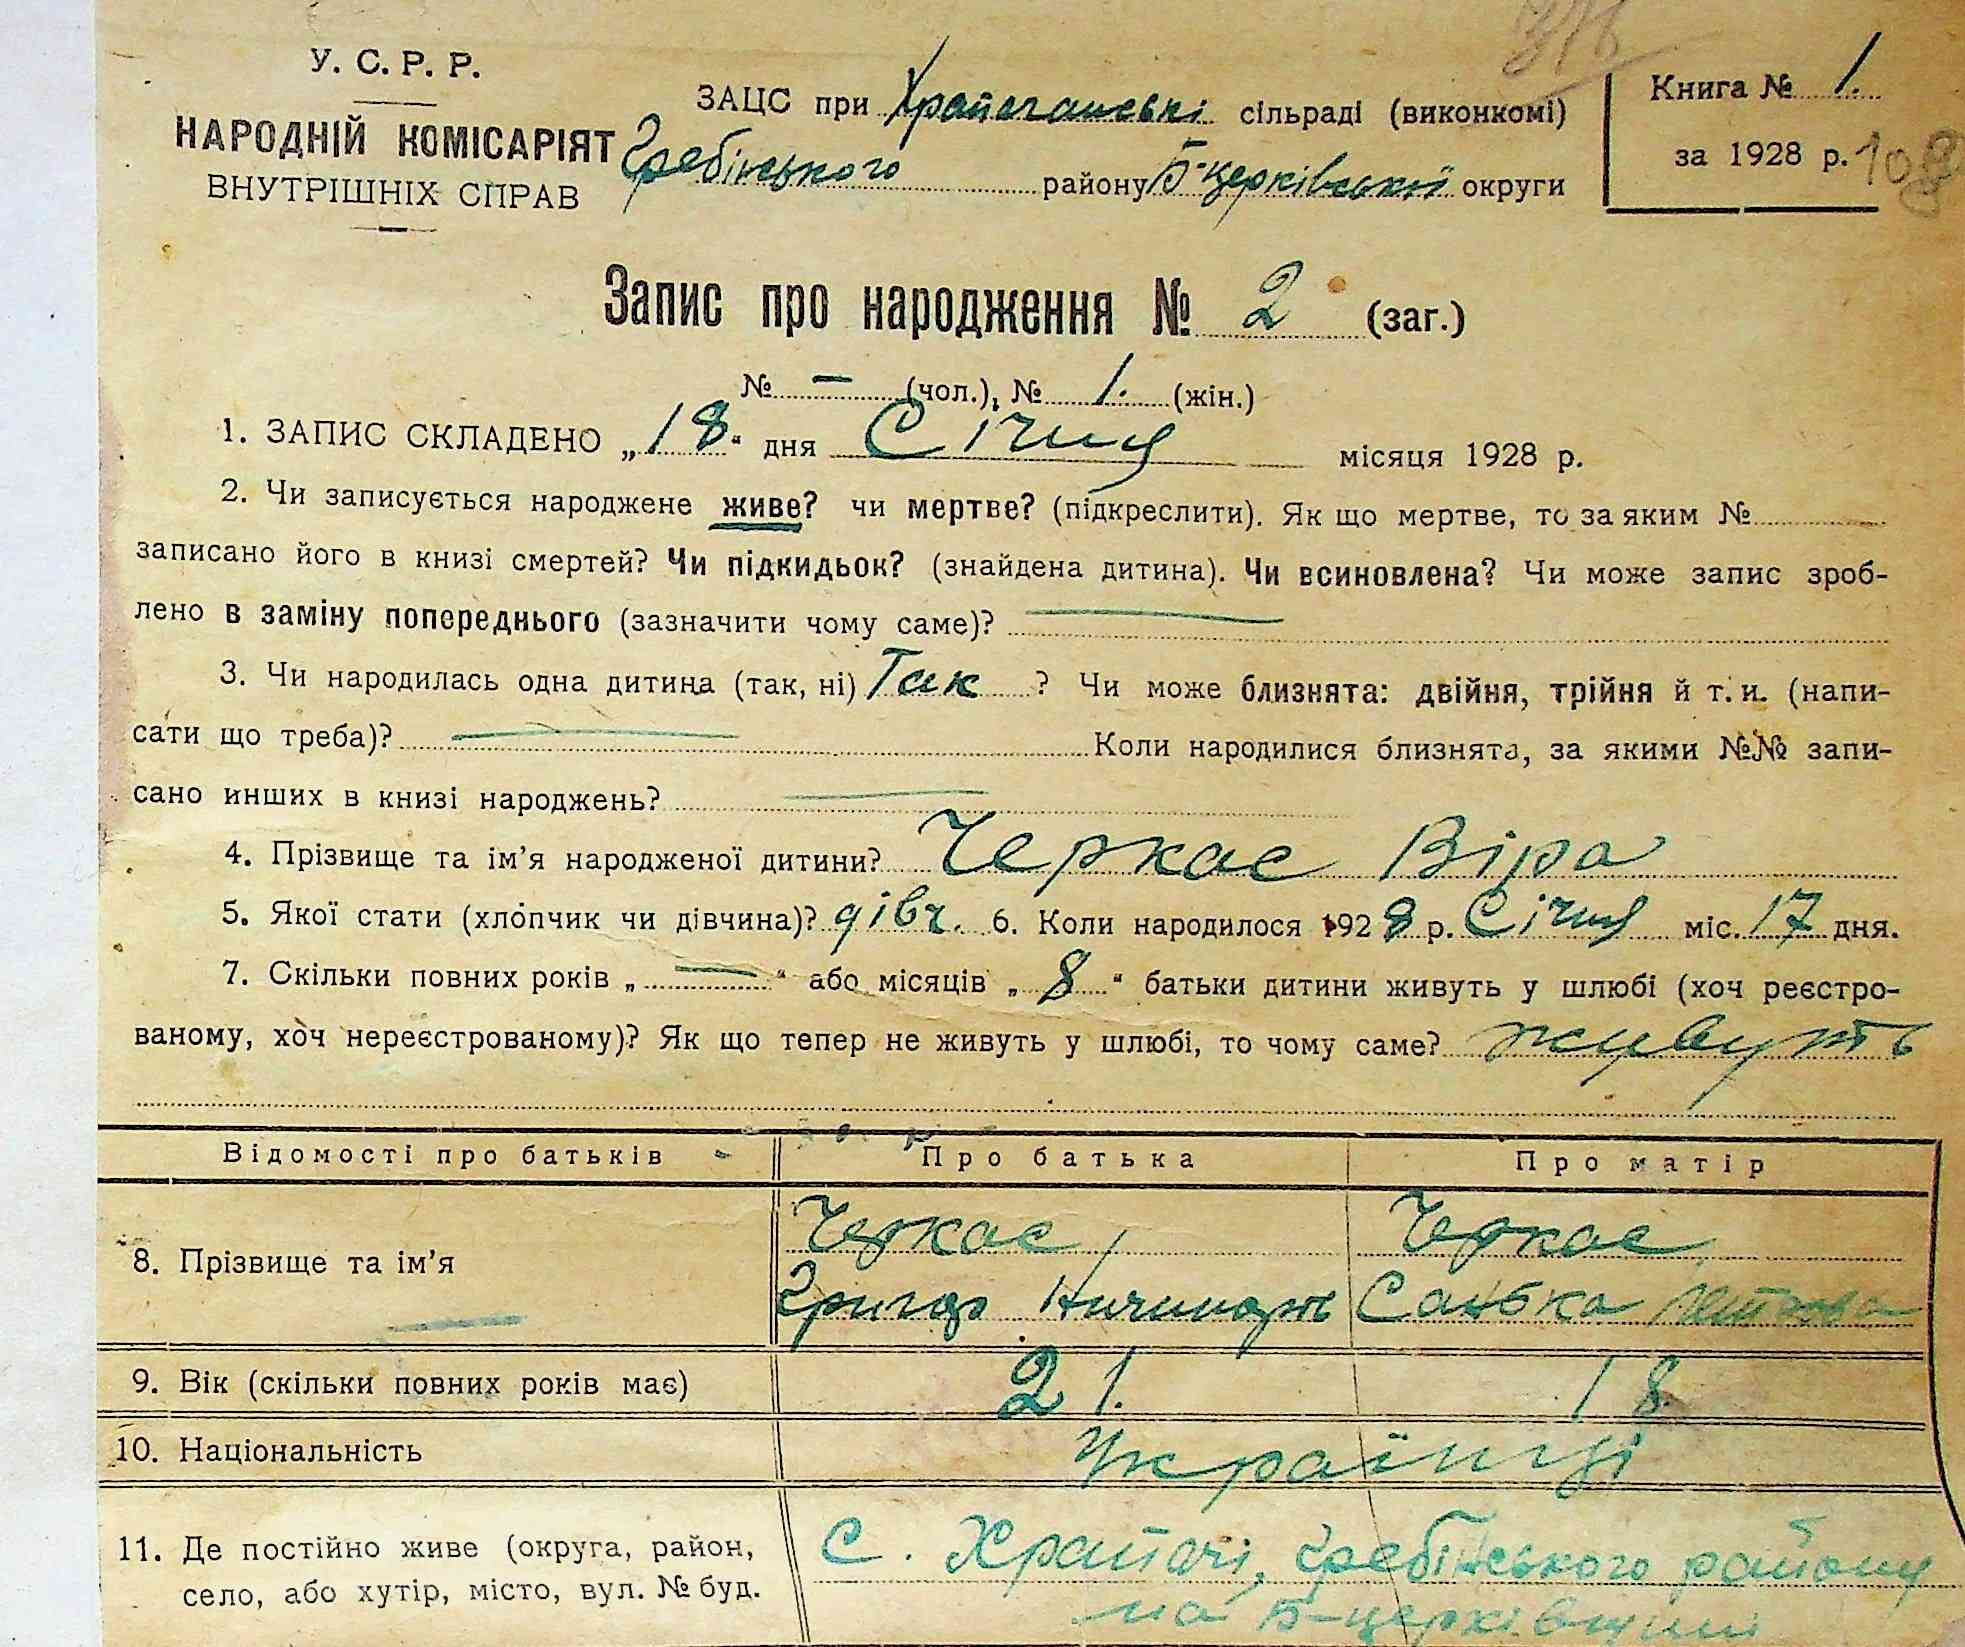 У. С. Р. Р.
НАРОДНІЙ КОМІСАРІЯТ
ВНУТРІШНІХ СПРАВ
ЗАЦС при сільраді (виконкомі)
Гребінського району Б-церківської округи
Книга № 1.
за 1928 р. 108
Запис про народження № 2 (заг.)
№ — (чол.), № 1. (жін.)
1. ЗАПИС СКЛАДЕНО „18“ дня Січня місяця 1928 р.
2. Чи записується народжене живе? чи мертве? (підкреслити). Як що мертве, то за яким №
записано його в книзі смертей? Чи підкидьок? (знайдена дитина). Чи всиновлена? Чи може запис зроб-
лено в заміну попереднього (зазначити чому саме)? —
3. Чи народилась одна дитина (так, ні) Так ? Чи може близнята: двійня, трійня й т. и. (напи-
сати що треба)? — Коли народилися близнята, за якими №№ запи-
сано инших в книзі народжень? —
4. Прізвище та ім’я народженої дитини? Черкас Віра
5. Якої стати (хлопчик чи дівчина)? дівч. 6. Коли народилося 1928 р. Січня міс. 17 дня.
7. Скільки повних років „—“ або місяців „8“ батьки дитини живуть у шлюбі (хоч реєстро-
ваному, хоч нереєстрованому)? Як що тепер не живуть у шлюбі, то чому саме? живуть
Відомості про батьків Про батька Про матір
8. Прізвище та ім’я Черкас Черкас
Григор Ничипорів Санька Петрова
9. Вік (скільки повних років має) 21. 18.
10. Національність Українці
11. Де постійно живе (округа, район, с. Храпачі, Гребінського району
село, або хутір, місто, вул. № буд. на Б-церківщині